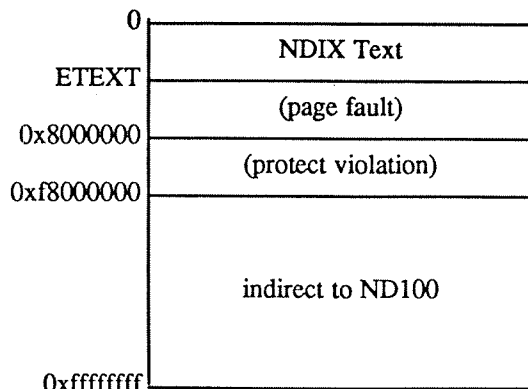 0
NDIX Text
ETEXT
(page fault)
0x8000000
(protect violation)
0xf8000000
indirect to ND100
0xffffffff